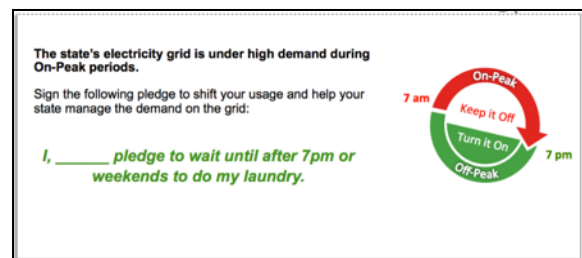 The state's electricity grid is under high demand during
On-Peak periods.
Sign the following pledge to shift your usage and help your
state manage the demand on the grid:
I, ______ pledge to wait until after 7pm or
weekends to do my laundry.
On-Peak
7 am
Keep it Off
Turn it On
7 pm
Off-Peak